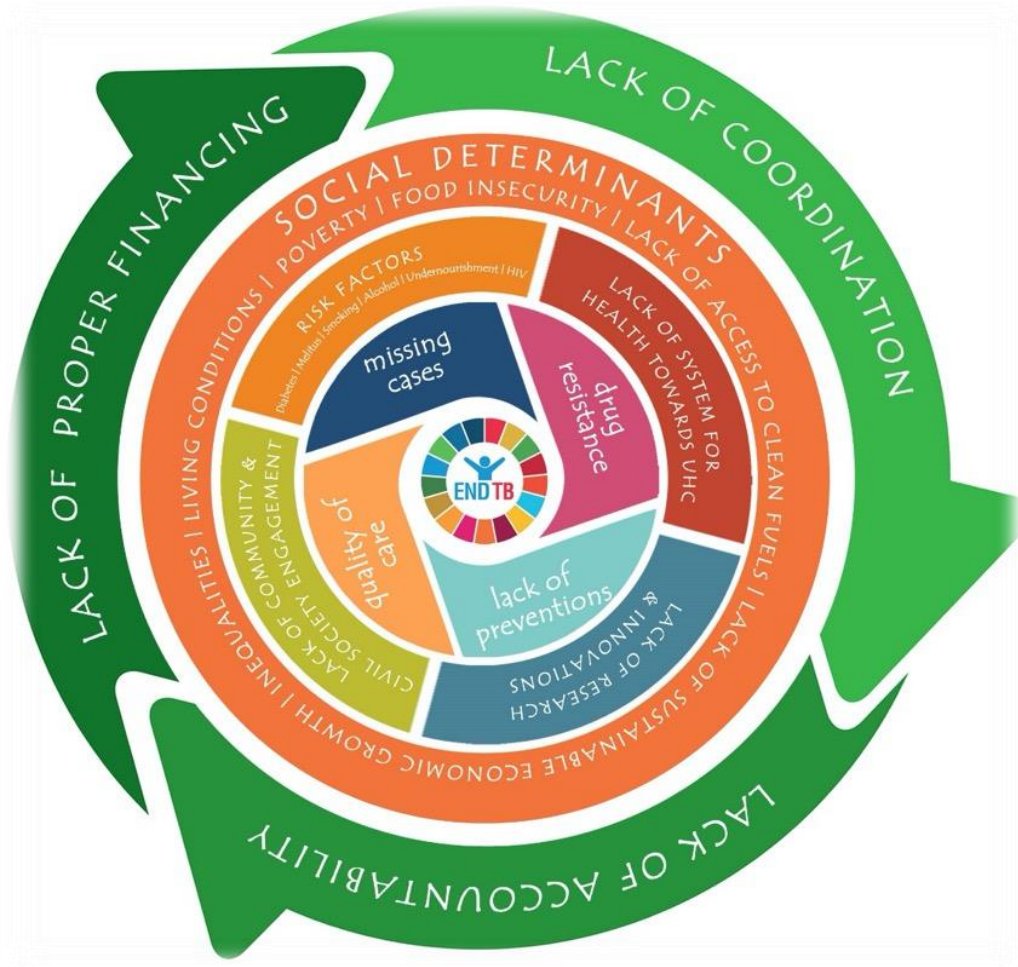 LACK OF COORDINATION
LACK OF ACCOUNTABILITY
LACK OF PROPER FINANCING
SOCIAL DETERMINANTS
LIVING CONDITIONS | POVERTY | FOOD INSECURITY | LACK OF ACCESS TO CLEAN FUELS | LACK OF SUSTAINABLE ECONOMIC GROWTH | INEQUALITIES |
RISK FACTORS
Diabetes | Melitus | Smoking | Alcohol | Undernourishment | HIV
LACK OF SYSTEM FOR
HEALTH TOWARDS UHC
LACK OF RESEARCH
& INNOVATIONS
LACK OF COMMUNITY &
CIVIL SOCIETY ENGAGEMENT
missing
cases
drug
resistance
lack of
preventions
quality of
care
END TB